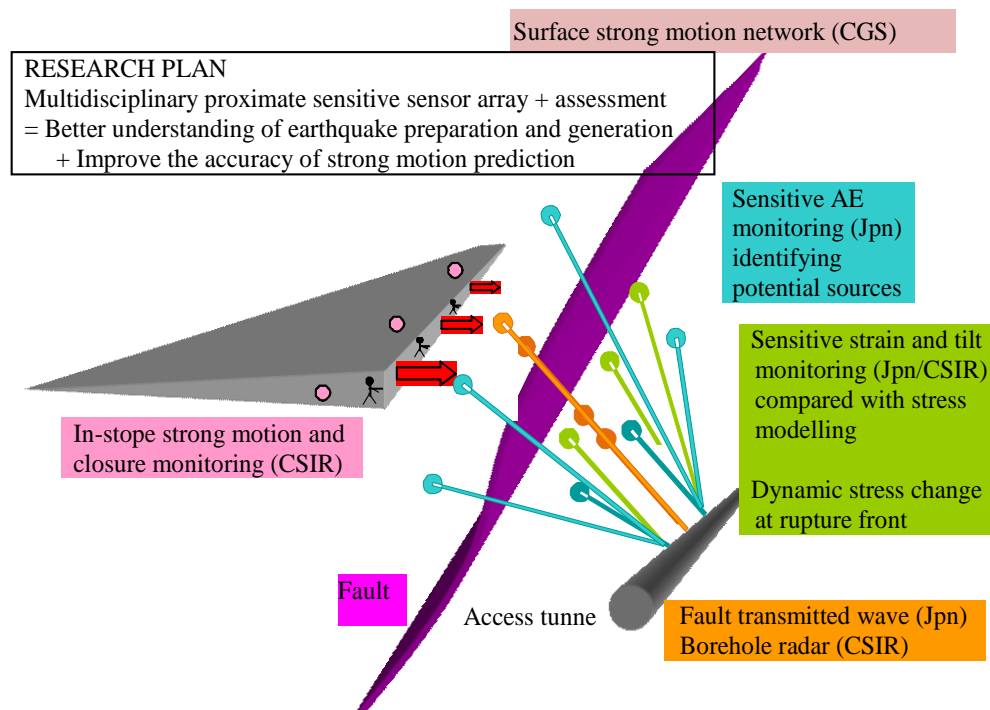 Surface strong motion network (CGS)
RESEARCH PLAN
Multidisciplinary proximate sensitive sensor array + assessment
= Better understanding of earthquake preparation and generation
+ Improve the accuracy of strong motion prediction
Sensitive AE
monitoring (Jpn)
identifying
potential sources
Sensitive strain and tilt
monitoring (Jpn/CSIR)
compared with stress
modelling
Dynamic stress change
at rupture front
In-stope strong motion and
closure monitoring (CSIR)
Fault
Access tunne
Fault transmitted wave (Jpn)
Borehole radar (CSIR)